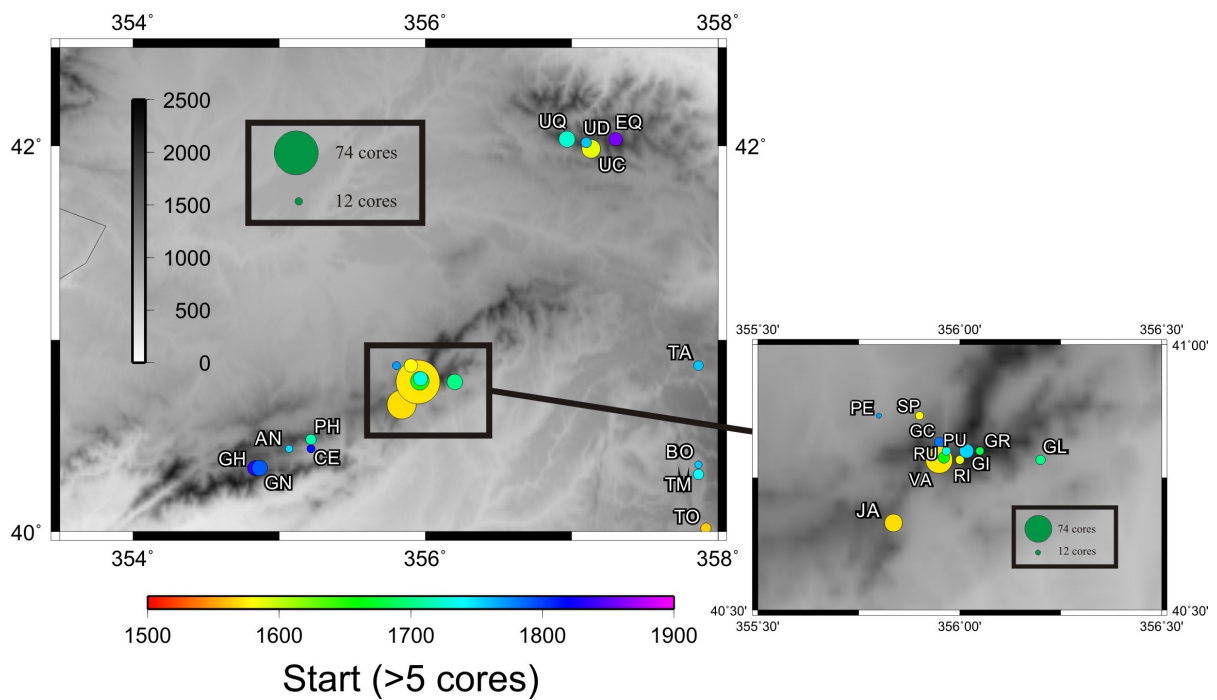 354˚ 356˚ 358˚
42˚ 42˚
40˚ 40˚
354˚ 356˚ 358˚
2500
2000
1500
1000
500
0
74 cores
12 cores
UQ UD EQ
UC
TA
PH
AN
CE
GH
GN
BO
TM
TO
1500 1600 1700 1800 1900
Start (>5 cores)
355˚30' 356˚00' 356˚30'
41˚00'
PE SP
GC PU GR
RU GI GL
VA RI
JA
74 cores
12 cores
40˚30' 40˚30'
355˚30' 356˚00' 356˚30'